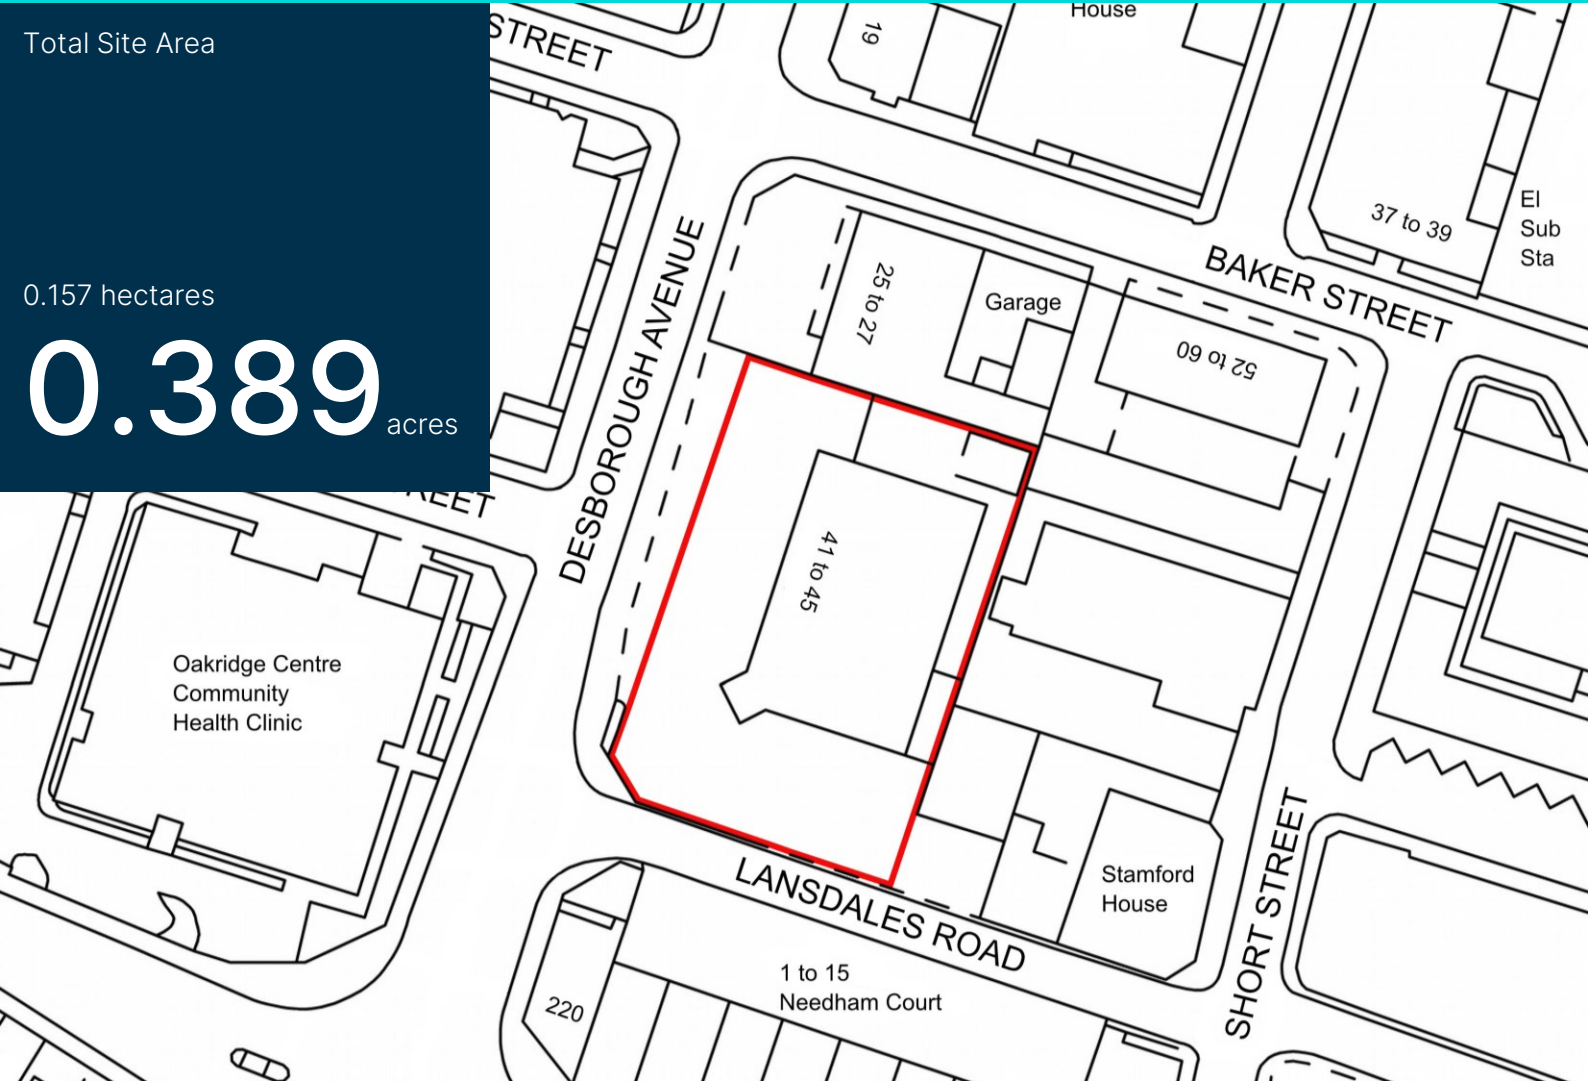 Total Site Area
0.157 hectares
0.389 acres
STREET
19
House
37 to 39
El
Sub
Sta
BAKER STREET
25 to 27
Garage
52 to 60
DESBOROUGH AVENUE
41 to 45
Oakridge Centre
Community
Health Clinic
LANSDALES ROAD
Stamford
House
SHORT STREET
1 to 15
Needham Court
220